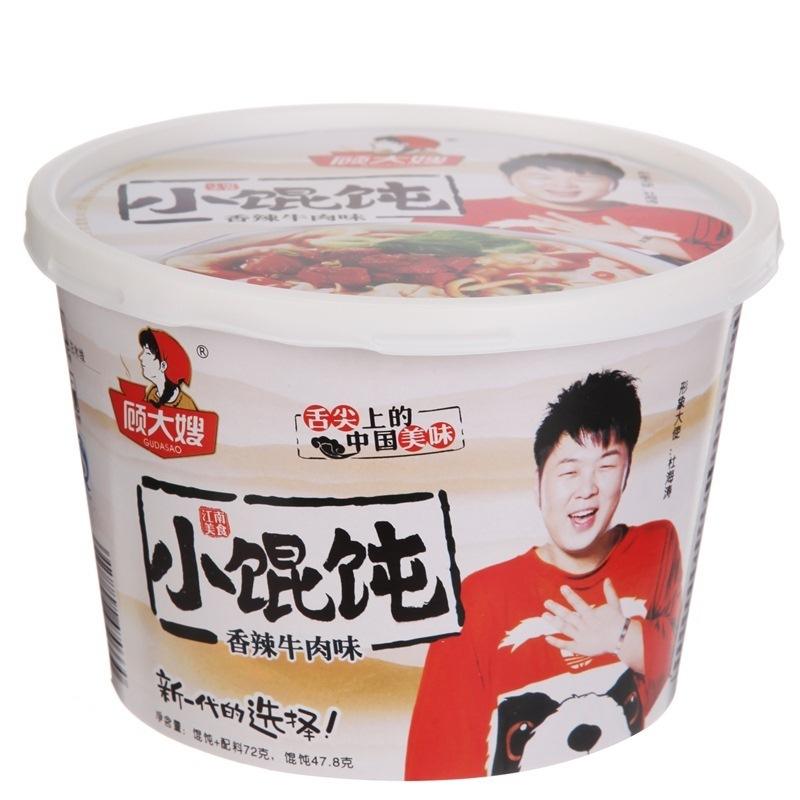 顾大嫂
小馄饨
香辣牛肉味
顾大嫂
®
GUDASAO
舌尖上的
中国美味
形象大使：杜海涛
江南
美食
小馄饨
香辣牛肉味
新一代的选择！
净含量：馄饨+配料72克，馄饨47.8克